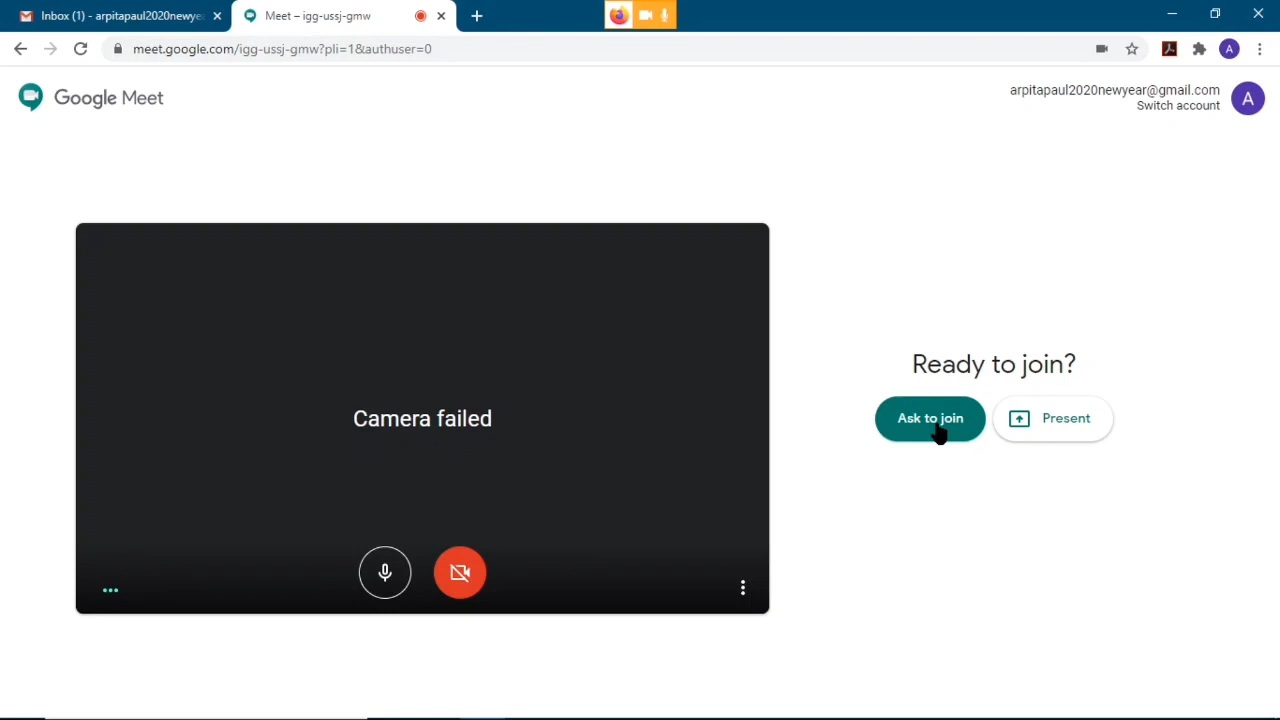 Inbox (1) - arpitapaul2020newye
Meet – igg-ussj-gmw
meet.google.com/igg-ussj-gmw?pli=1&authuser=0
A
Google Meet
arpitapaul2020newyear@gmail.com
Switch account
A
Camera failed
Ready to join?
Ask to join
Present